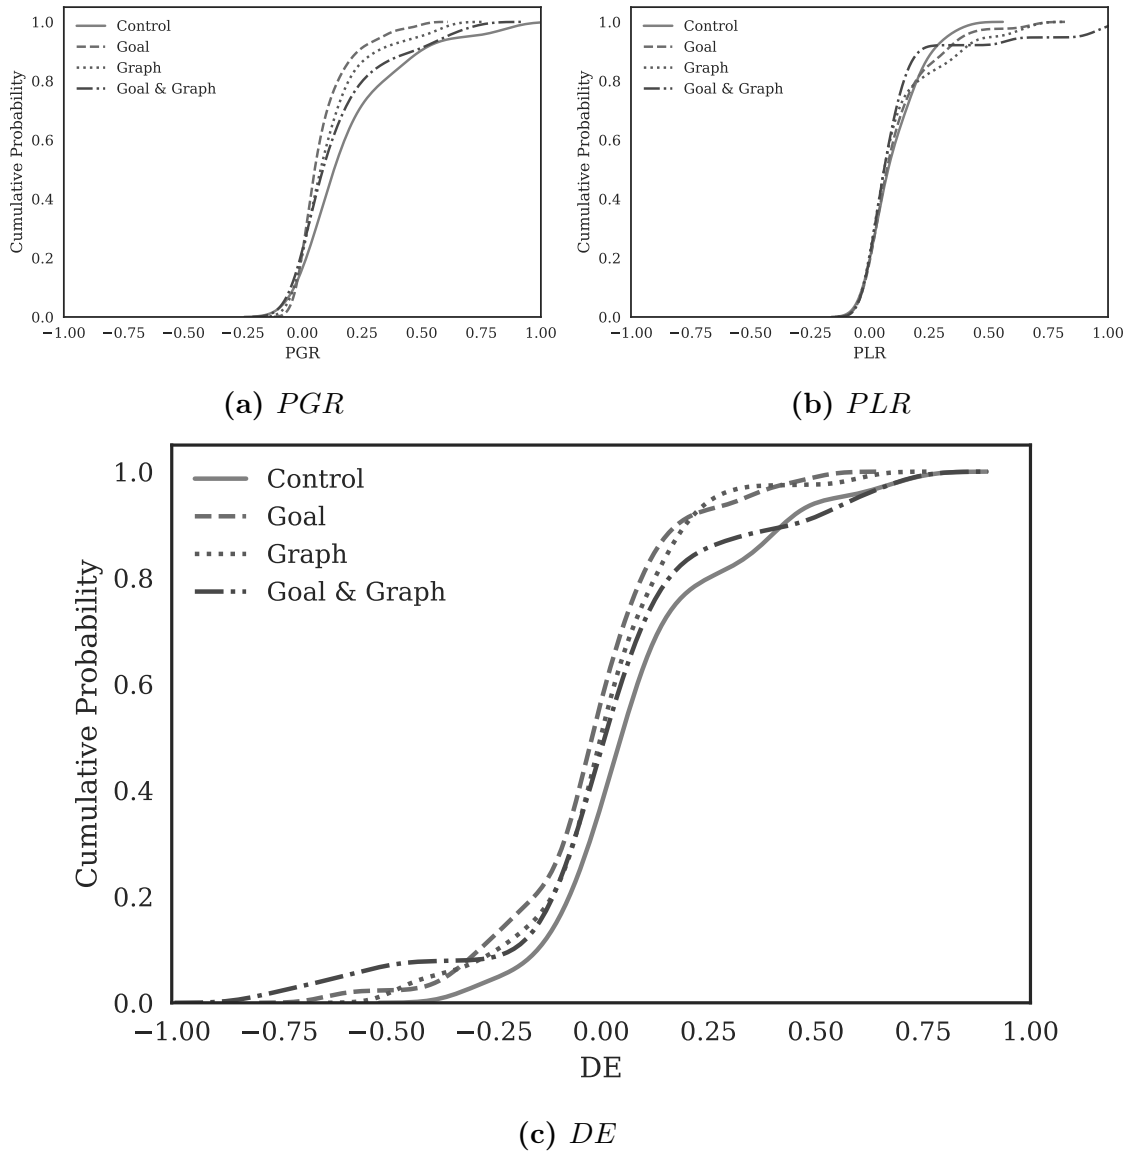 1.0
0.8
0.6
0.4
0.2
0.0
Cumulative Probability
Control
Goal
Graph
Goal & Graph
−1.00 −0.75 −0.50 −0.25 0.00 0.25 0.50 0.75 1.00
PGR
(a) PGR
1.0
0.8
0.6
0.4
0.2
0.0
Cumulative Probability
Control
Goal
Graph
Goal & Graph
−1.00 −0.75 −0.50 −0.25 0.00 0.25 0.50 0.75 1.00
PLR
(b) PLR
1.0
0.8
0.6
0.4
0.2
0.0
Cumulative Probability
Control
Goal
Graph
Goal & Graph
−1.00 −0.75 −0.50 −0.25 0.00 0.25 0.50 0.75 1.00
DE
(c) DE